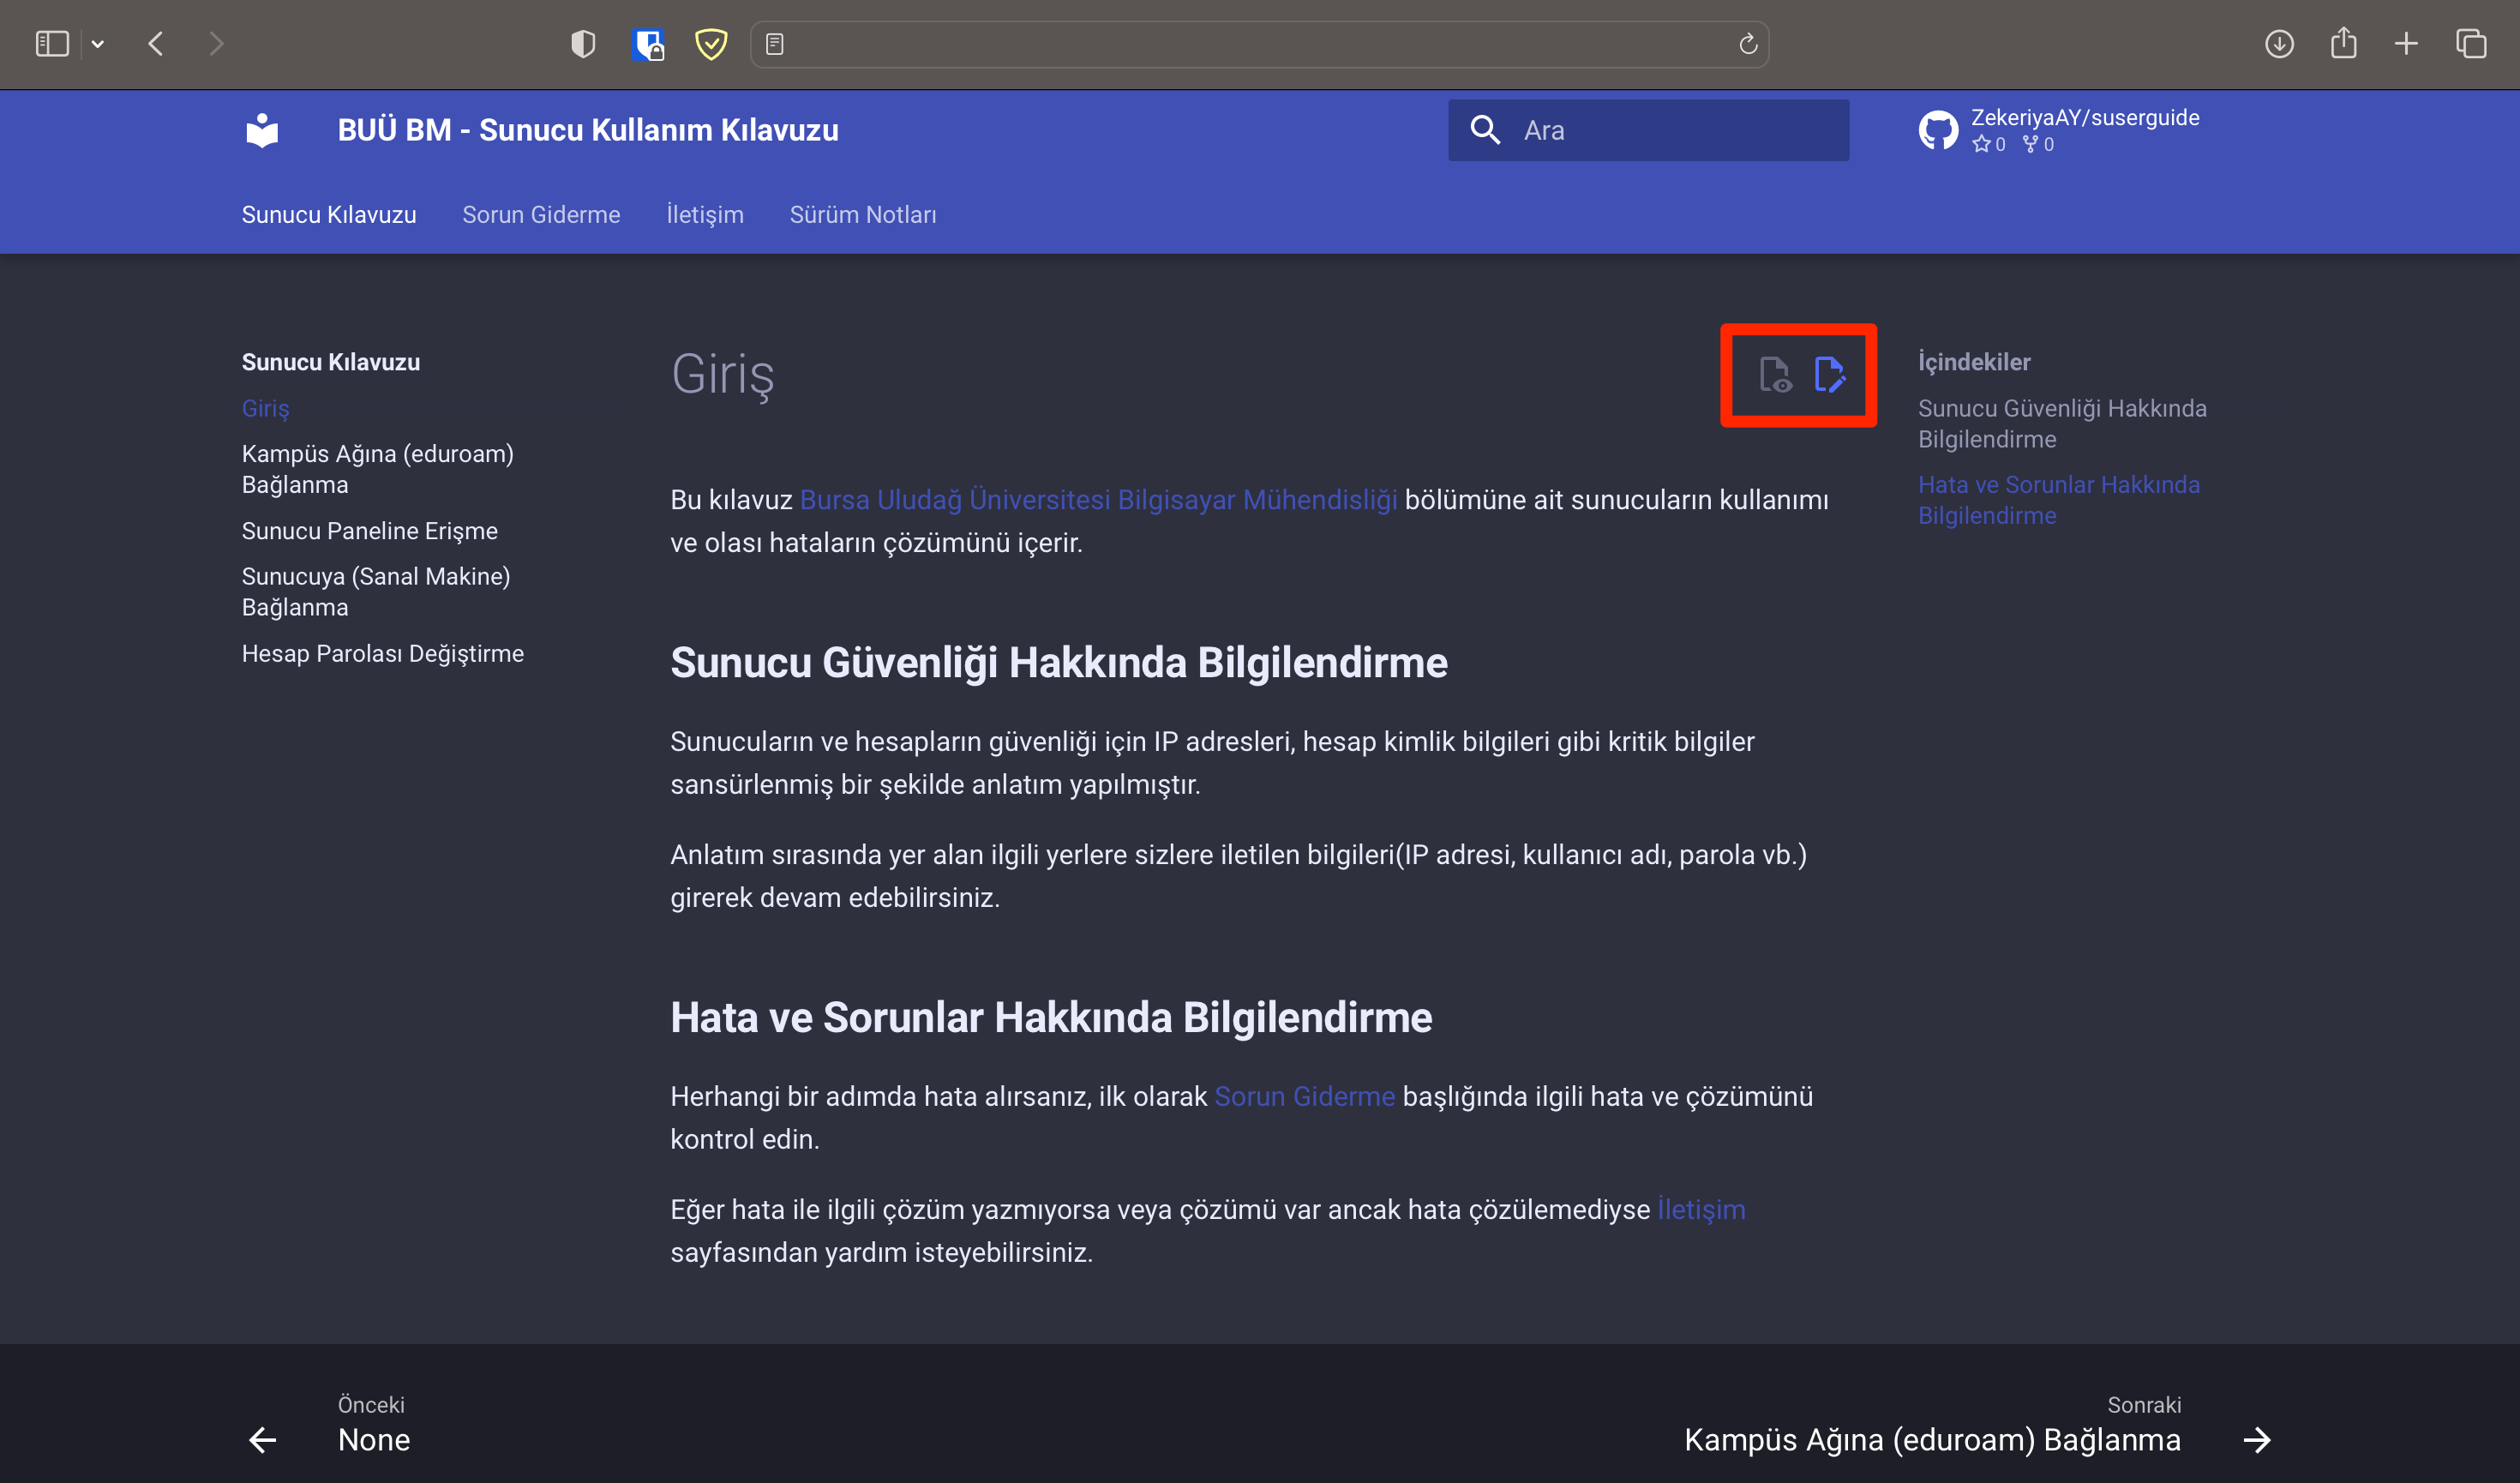 BUÜ BM - Sunucu Kullanım Kılavuzu
Ara
ZekeriyaAY/suserguide
0 0
Sunucu Kılavuzu
Sorun Giderme
İletişim
Sürüm Notları
Sunucu Kılavuzu
Giriş
Kampüs Ağına (eduroam)
Bağlanma
Sunucu Paneline Erişme
Sunucuya (Sanal Makine)
Bağlanma
Hesap Parolası Değiştirme
Giriş
Bu kılavuz Bursa Uludağ Üniversitesi Bilgisayar Mühendisliği bölümüne ait sunucuların kullanımı
ve olası hataların çözümünü içerir.
Sunucu Güvenliği Hakkında Bilgilendirme
Sunucuların ve hesapların güvenliği için IP adresleri, hesap kimlik bilgileri gibi kritik bilgiler
sansürlenmiş bir şekilde anlatım yapılmıştır.
Anlatım sırasında yer alan ilgili yerlere sizlere iletilen bilgileri(IP adresi, kullanıcı adı, parola vb.)
girerek devam edebilirsiniz.
Hata ve Sorunlar Hakkında Bilgilendirme
Herhangi bir adımda hata alırsanız, ilk olarak Sorun Giderme başlığında ilgili hata ve çözümünü
kontrol edin.
Eğer hata ile ilgili çözüm yazmıyorsa veya çözümü var ancak hata çözülemediyse İletişim
sayfasından yardım isteyebilirsiniz.
İçindekiler
Sunucu Güvenliği Hakkında
Bilgilendirme
Hata ve Sorunlar Hakkında
Bilgilendirme
Önceki
None
Sonraki
Kampüs Ağına (eduroam) Bağlanma